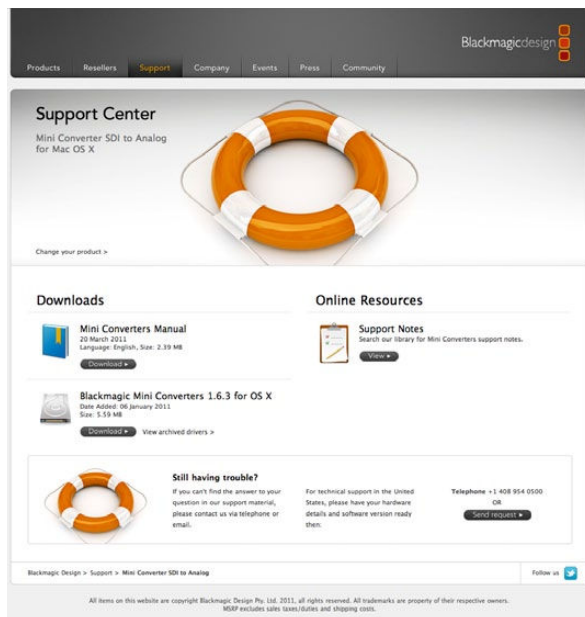 Blackmagicdesign
Products Resellers Support Company Events Press Community
Support Center
Mini Converter SDI to Analog
for Mac OS X
Change your product >
Downloads
Mini Converters Manual
20 March 2011
Language: English, Size: 2.39 MB
Download
Blackmagic Mini Converters 1.6.3 for OS X
Date Added: 06 January 2011
Size: 5.59 MB
Download View archived drivers >
Online Resources
Support Notes
Search our library for Mini Converters support notes.
View
Still having trouble?
If you can't find the answer to your
question in our support material,
please contact us via telephone or
email.
For technical support in the United
States, please have your hardware
details and software version ready
then:
Telephone +1 408 954 0500
OR
Send request
Blackmagic Design > Support > Mini Converter SDI to Analog
Follow us
All items on this website are copyright Blackmagic Design Pty. Ltd. 2011, all rights reserved. All trademarks are property of their respective owners.
MSRP excludes sales taxes/duties and shipping costs.